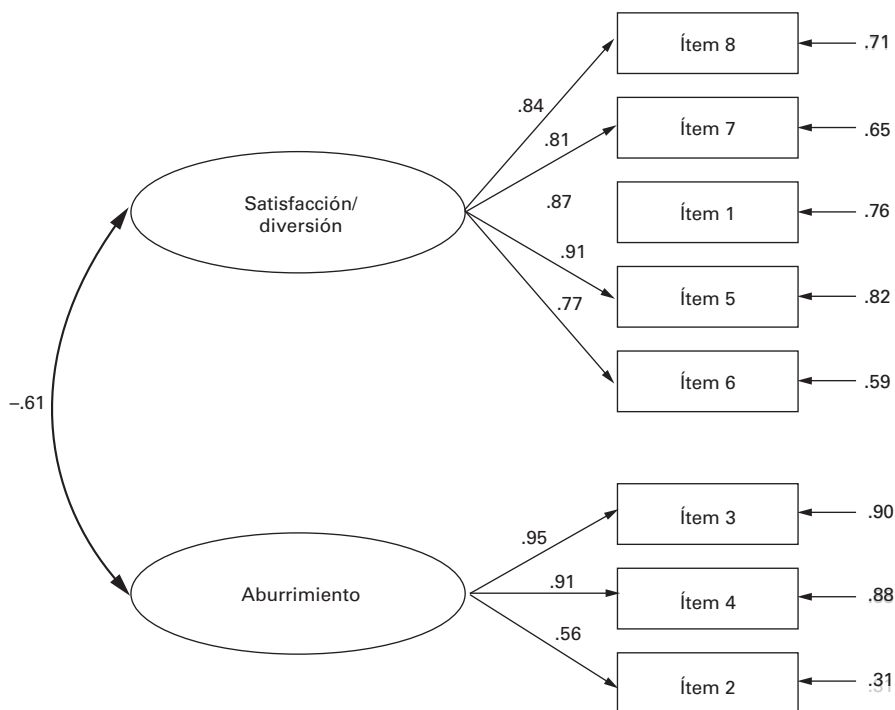 Ítem 8
.71
.84
Ítem 7
.65
.81
Satisfacción/
diversión
.87
Ítem 1
.76
.91
Ítem 5
.82
.77
Ítem 6
.59
–.61
Ítem 3
.90
.95
Aburrimiento
.91
Ítem 4
.88
.56
Ítem 2
.31